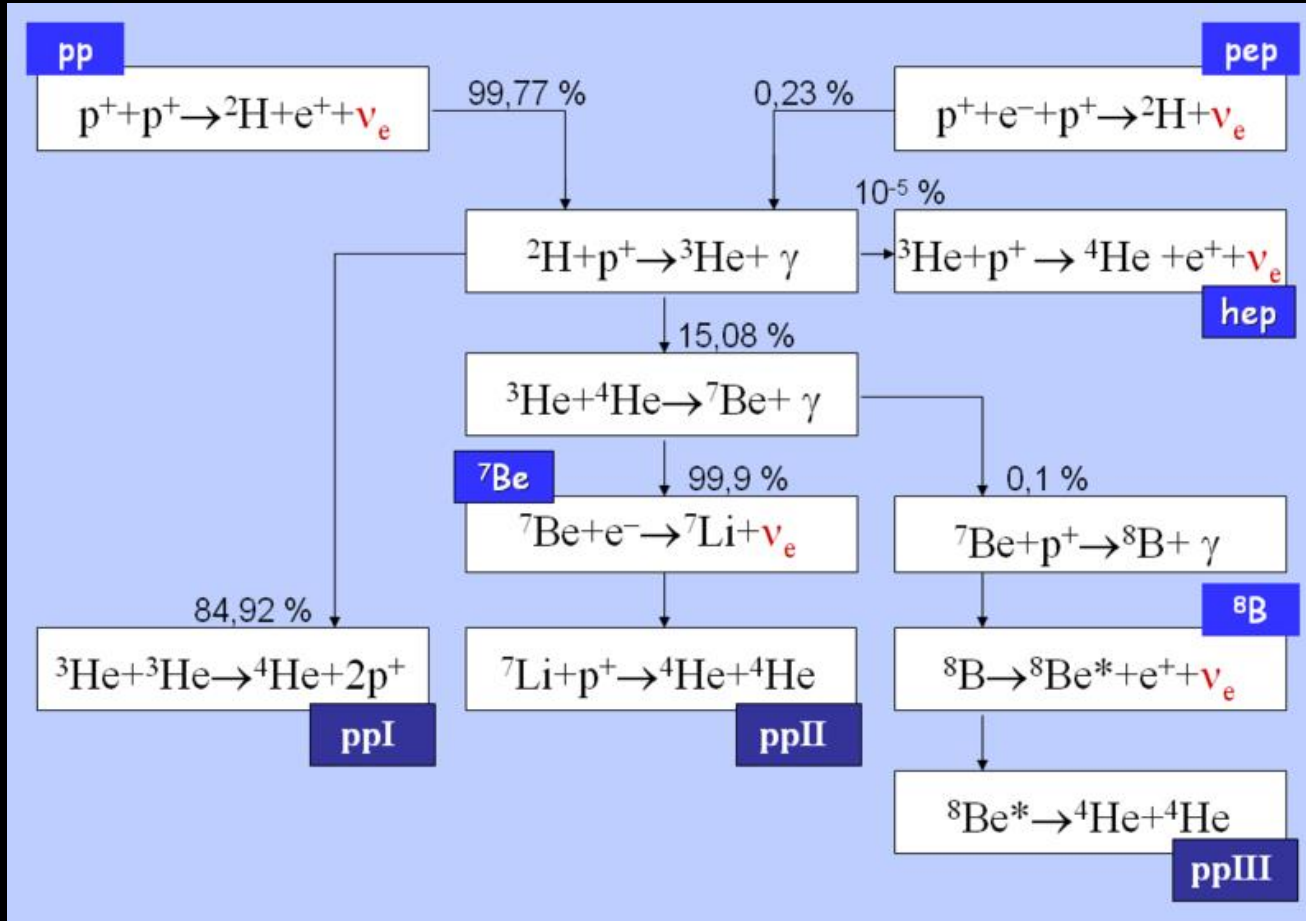 pp
pep
p⁺+p⁺→²H+e⁺+νₑ
99,77 %
0,23 %
p⁺+e⁻+p⁺→²H+νₑ
10⁻⁵ %
²H+p⁺→³He+ γ
³He+p⁺ → ⁴He +e⁺+νₑ
hep
15,08 %
³He+⁴He→⁷Be+ γ
⁷Be
99,9 %
0,1 %
⁷Be+e⁻→⁷Li+νₑ
⁷Be+p⁺→⁸B+ γ
84,92 %
⁸B
³He+³He→⁴He+2p⁺
⁷Li+p⁺→⁴He+⁴He
⁸B→⁸Be*+e⁺+νₑ
ppI
ppII
⁸Be*→⁴He+⁴He
ppIII